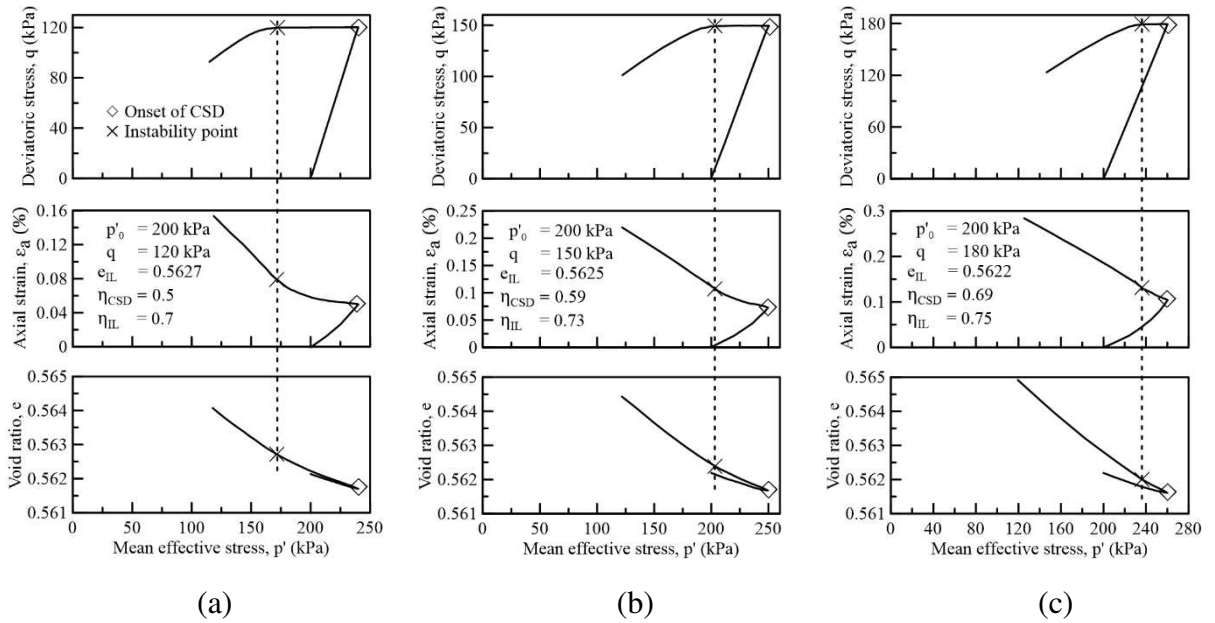 Deviatoric stress, q (kPa)
120
80
40
0
◇ Onset of CSD
× Instability point
Axial strain, εa (%)
0.16
0.12
0.08
0.04
0
p'0 = 200 kPa
q = 120 kPa
eIL = 0.5627
ηCSD = 0.5
ηIL = 0.7
Void ratio, e
0.565
0.564
0.563
0.562
0.561
0 50 100 150 200 250
Mean effective stress, p' (kPa)
(a)
Deviatoric stress, q (kPa)
150
100
50
0
Axial strain, εa (%)
0.25
0.2
0.15
0.1
0.05
0
p'0 = 200 kPa
q = 150 kPa
eIL = 0.5625
ηCSD = 0.59
ηIL = 0.73
Void ratio, e
0.565
0.564
0.563
0.562
0.561
0 50 100 150 200 250
Mean effective stress, p' (kPa)
(b)
Deviatoric stress, q (kPa)
180
120
60
0
Axial strain, εa (%)
0.3
0.2
0.1
0
p'0 = 200 kPa
q = 180 kPa
eIL = 0.5622
ηCSD = 0.69
ηIL = 0.75
Void ratio, e
0.565
0.564
0.563
0.562
0.561
0 40 80 120 160 200 240 280
Mean effective stress, p' (kPa)
(c)